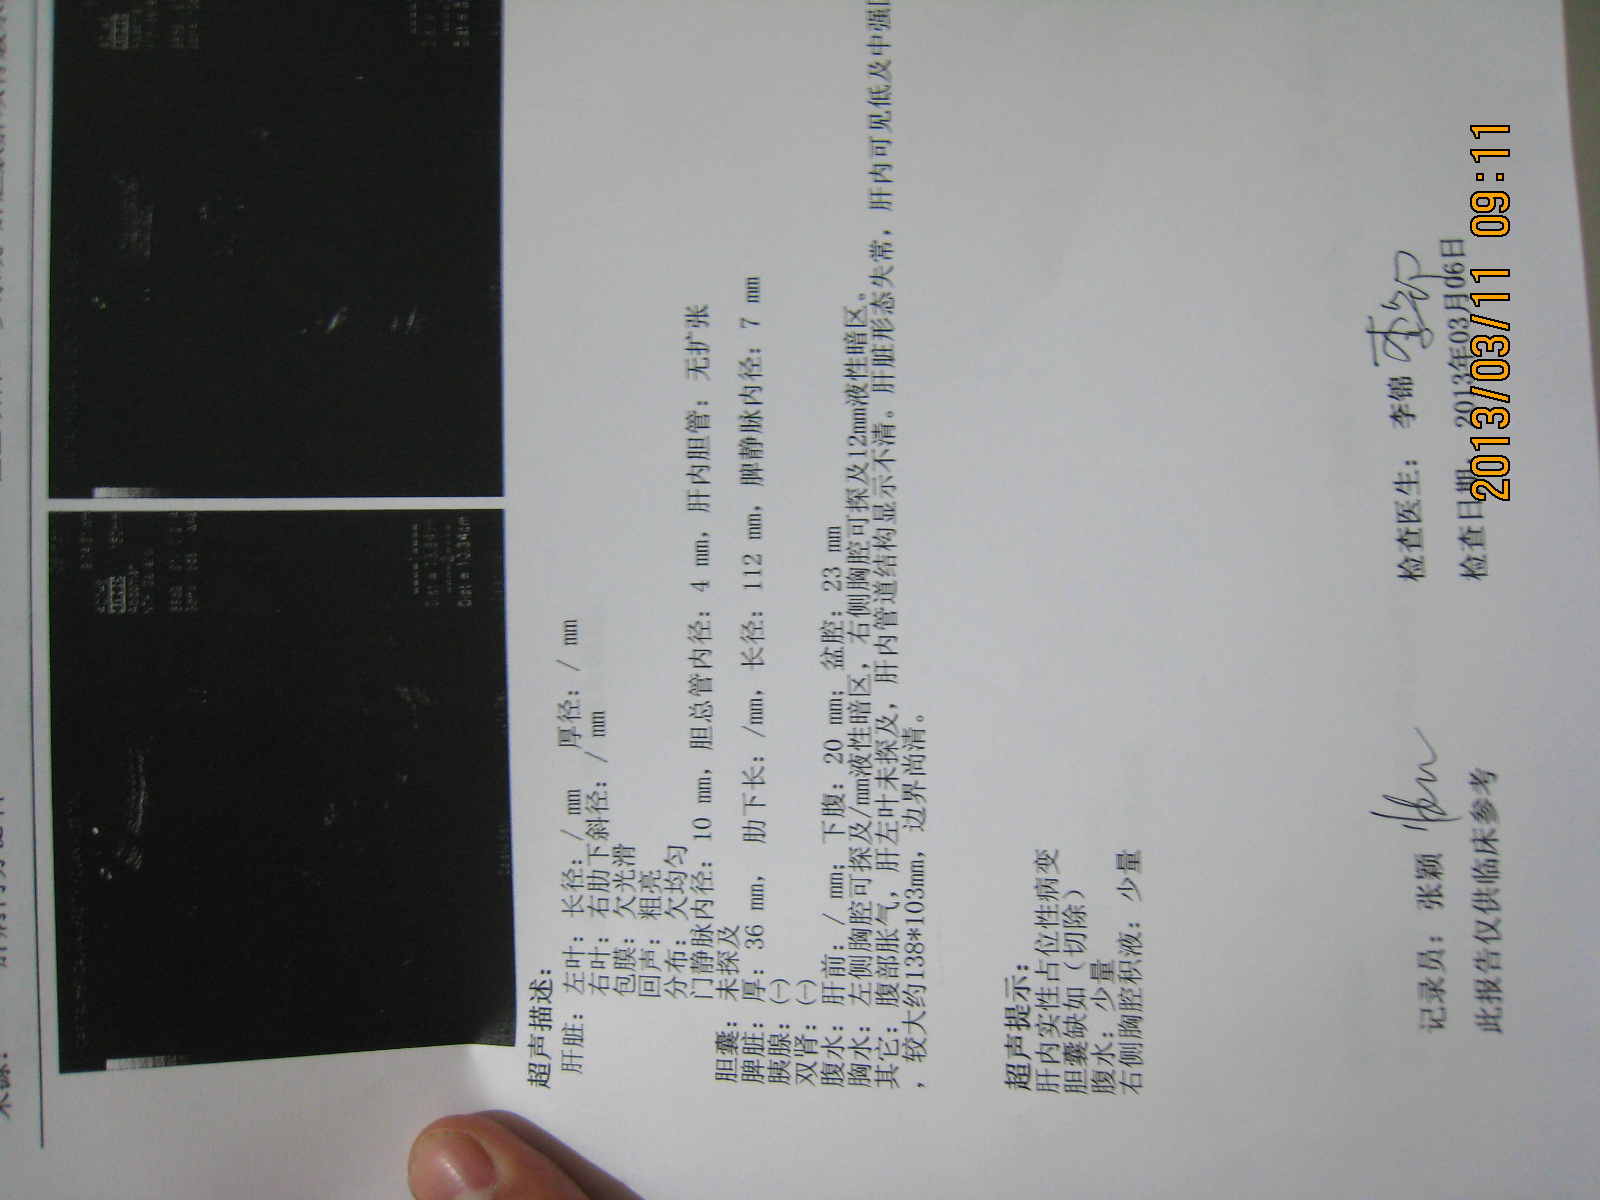 超声描述：
肝脏： 左叶： 长径： / mm 厚径： / mm
右叶： 右肋下斜径： / mm
包膜： 欠光滑
回声： 粗亮
分布： 欠均匀
门静脉内径： 10 mm， 胆总管内径： 4 mm， 肝内胆管： 无扩张
胆囊： 未探及
脾脏： 厚： 36 mm， 肋下长： /mm， 长径： 112 mm， 脾静脉内径： 7 mm
胰腺： (-)
双肾： (-)
腹水： 肝前： / mm； 下腹： 20 mm； 盆腔： 23 mm
胸水： 左侧胸腔可探及/mm液性暗区， 右侧胸腔可探及12mm液性暗区。
其它： 腹部胀气， 肝左叶未探及， 肝内管道结构显示不清。 肝脏形态失常， 肝内可见低及中强
， 较大约138*103mm， 边界尚清。
超声提示：
肝内实性占位性病变
胆囊缺如（切除）
腹水： 少量
右侧胸腔积液： 少量
检查医生： 李锦
检查日期： 2013年03月06日
记录员： 张颖
此报告仅供临床参考
2013/03/11 09:11